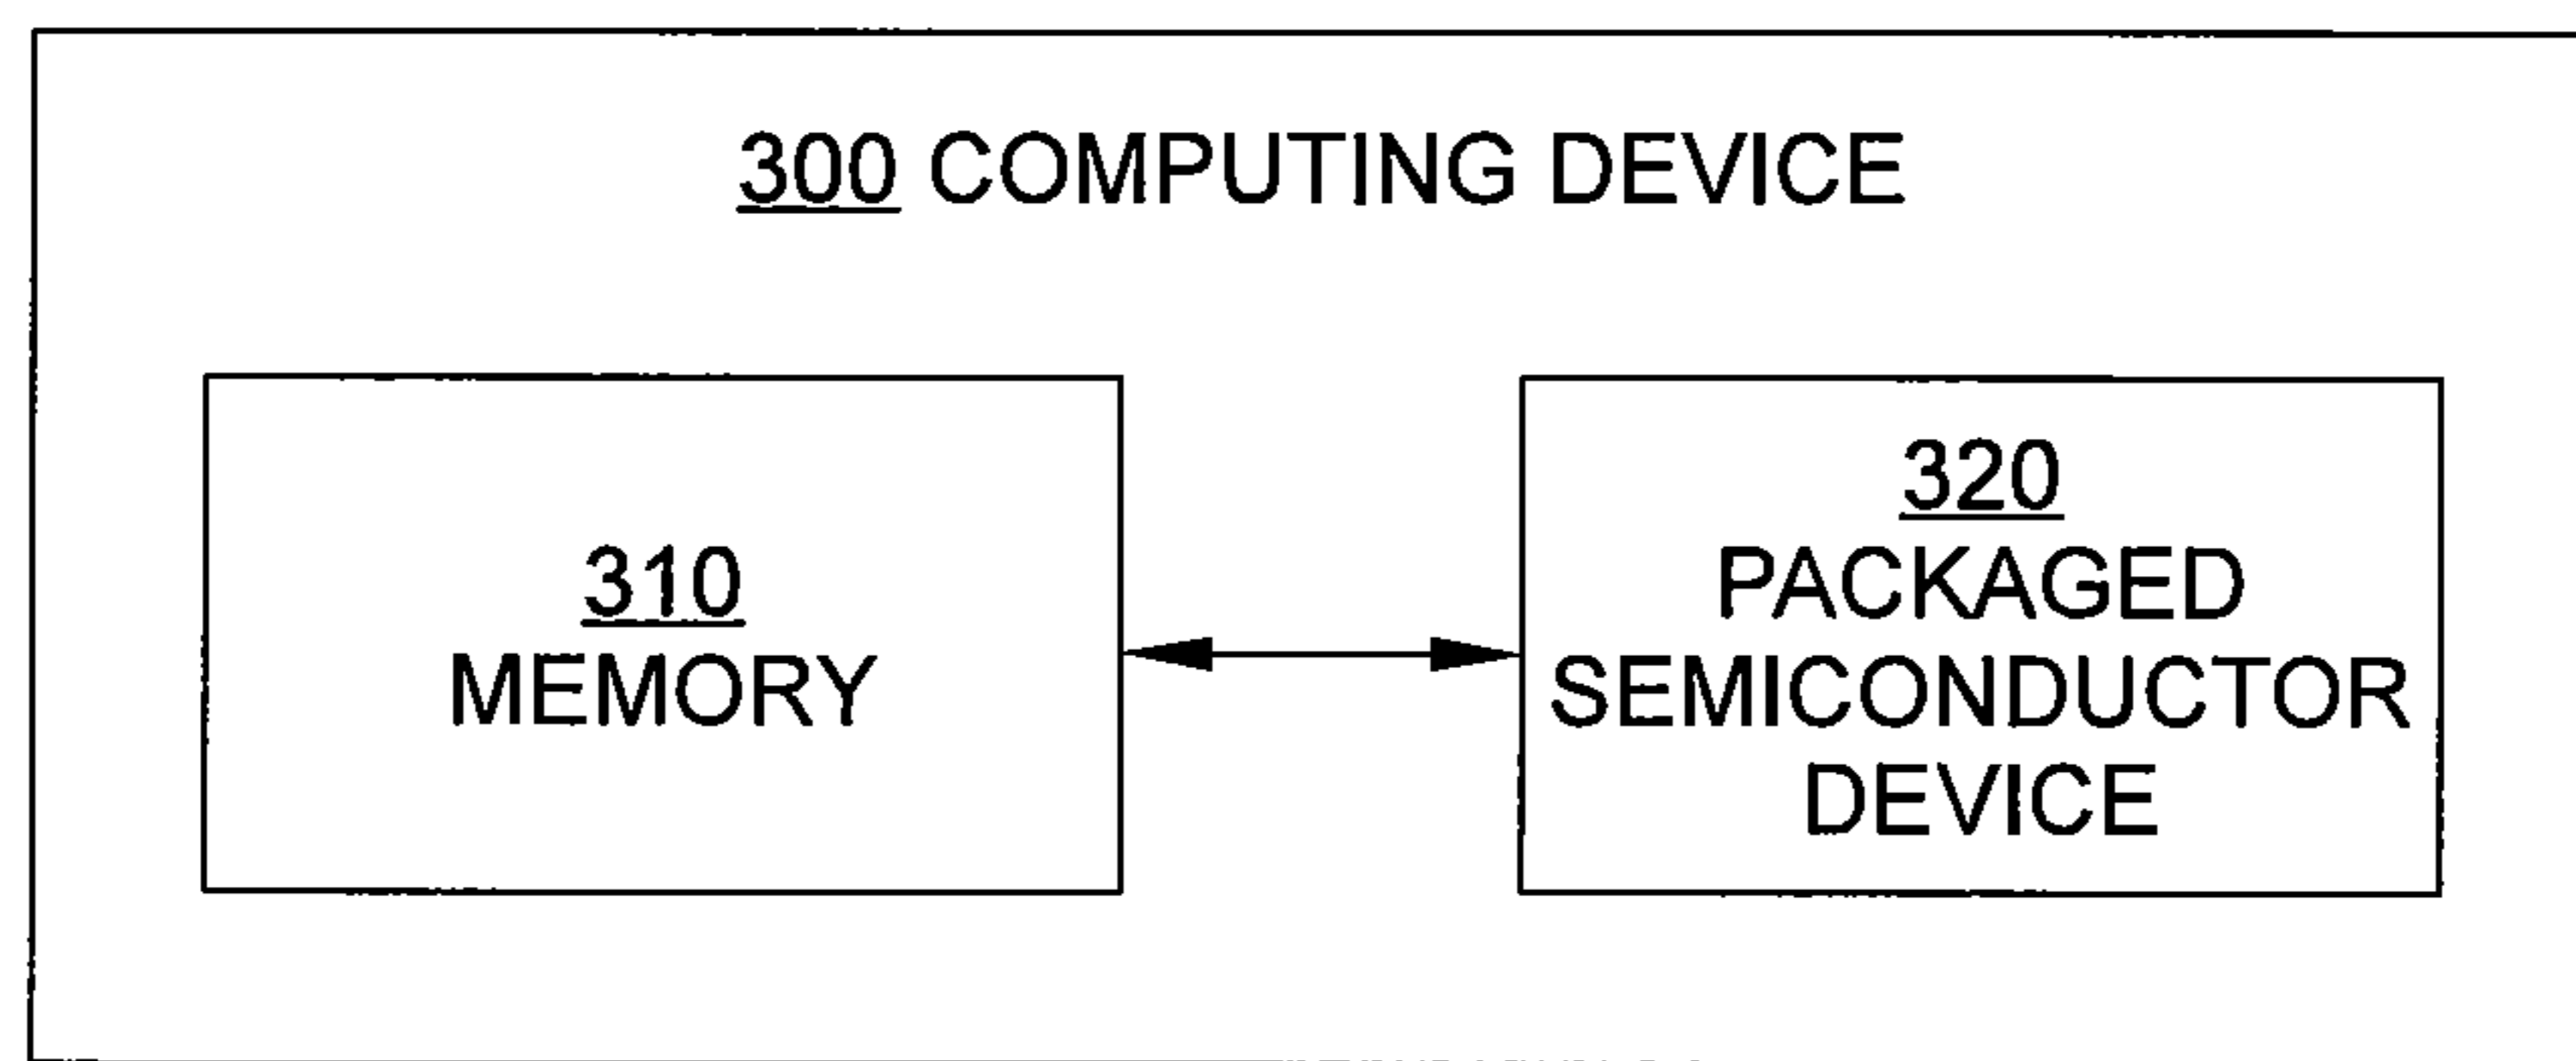 300 COMPUTING DEVICE
310
MEMORY
320
PACKAGED
SEMICONDUCTOR
DEVICE